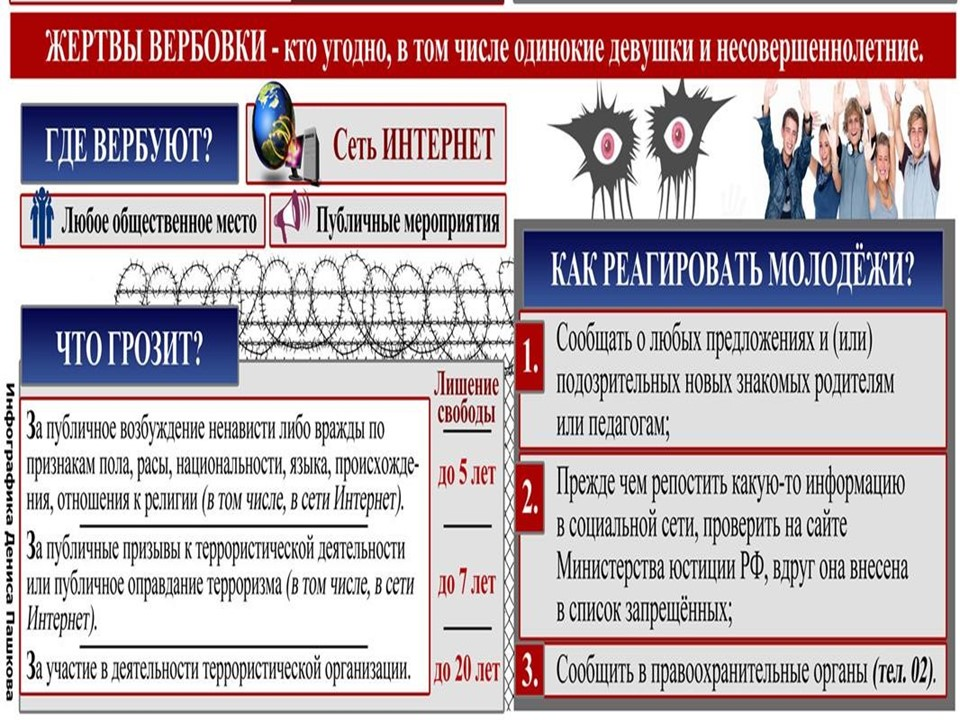 ЖЕРТВЫ ВЕРБОВКИ - кто угодно, в том числе одинокие девушки и несовершеннолетние.
ГДЕ ВЕРБУЮТ?
Сеть ИНТЕРНЕТ
Любое общественное место
Публичные мероприятия
ЧТО ГРОЗИТ?
Лишение
свободы
За публичное возбуждение ненависти либо вражды по
признакам пола, расы, национальности, языка, происхожде-
ния, отношения к религии (в том числе, в сети Интернет).
до 5 лет
За публичные призывы к террористической деятельности
или публичное оправдание терроризма (в том числе, в сети
Интернет).
до 7 лет
За участие в деятельности террористической организации.
до 20 лет
КАК РЕАГИРОВАТЬ МОЛОДЁЖИ?
1.
Сообщать о любых предложениях и (или)
подозрительных новых знакомых родителям
или педагогам;
2.
Прежде чем репостить какую-то информацию
в социальной сети, проверить на сайте
Министерства юстиции РФ, вдруг она внесена
в список запрещённых;
3.
Сообщить в правоохранительные органы (тел. 02).
Инфографика Дениса Пашкова